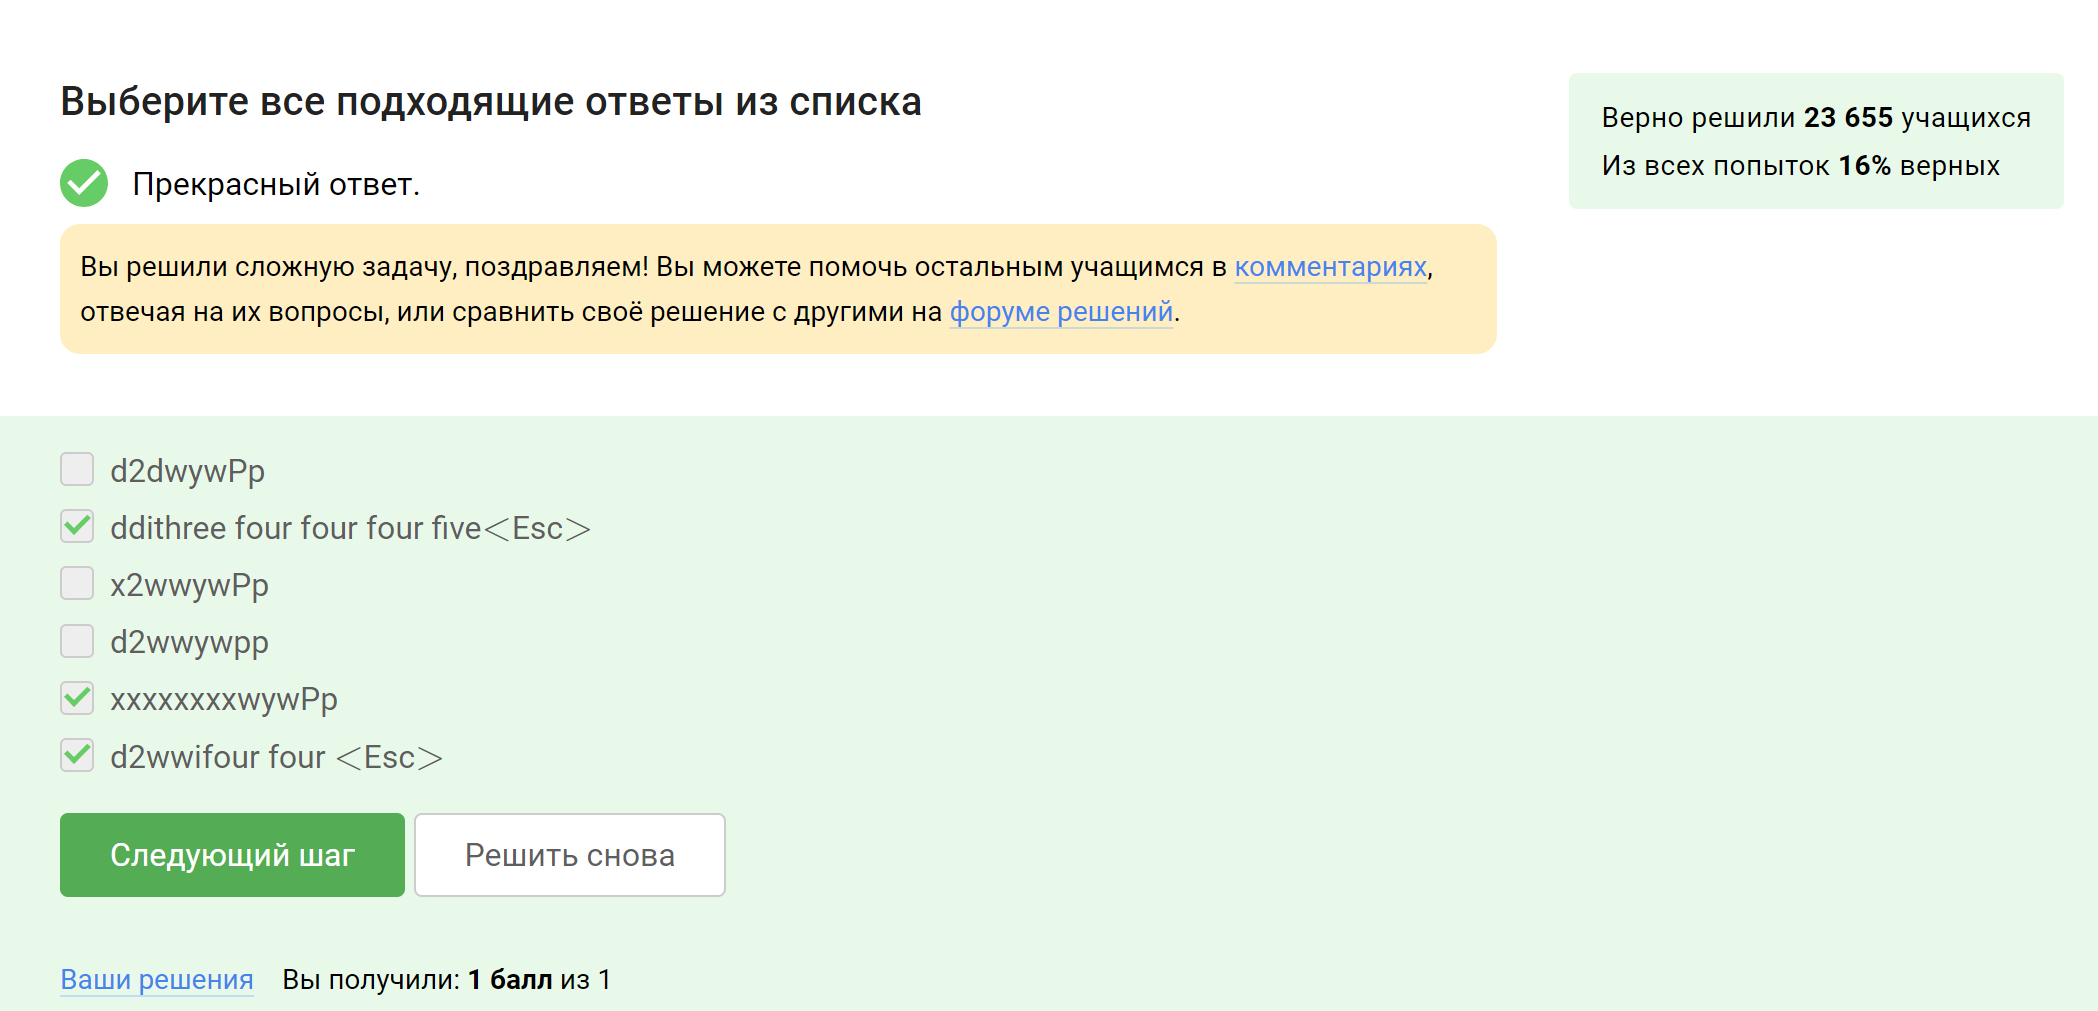 Выберите все подходящие ответы из списка
Верно решили 23 655 учащихся
Из всех попыток 16% верных
Прекрасный ответ.
Вы решили сложную задачу, поздравляем! Вы можете помочь остальным учащимся в комментариях,
отвечая на их вопросы, или сравнить своё решение с другими на форуме решений.
d2dwywPp
ddithree four four four five<Esc>
x2wwywPp
d2wwywpp
xxxxxxxxwywPp
d2wwifour four <Esc>
Следующий шаг
Решить снова
Ваши решения Вы получили: 1 балл из 1